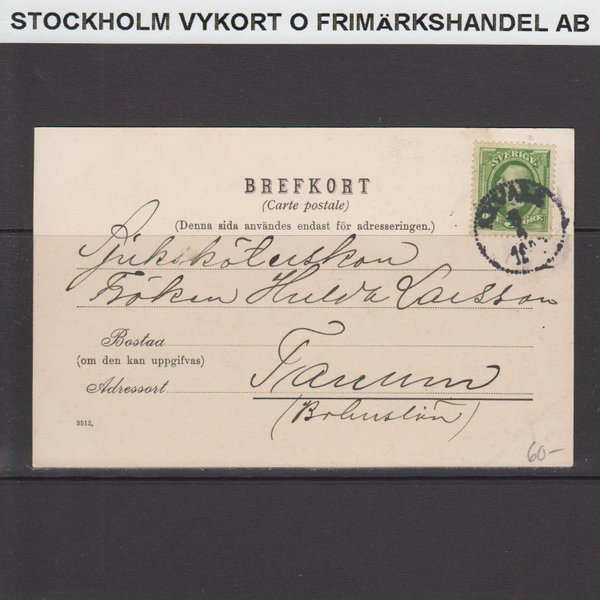 STOCKHOLM VYKORT O FRIMÄRKSHANDEL AB
BREFKORT
(Carte postale)
(Denna sida användes endast för adresseringen.)
SVERIGE
ÖRE
Sjuksköterskan
Fröken Hulda Larsson
Bostad
(om den kan uppgifvas)
Adressort
Tanum
(Bohuslän)
3512.
60-